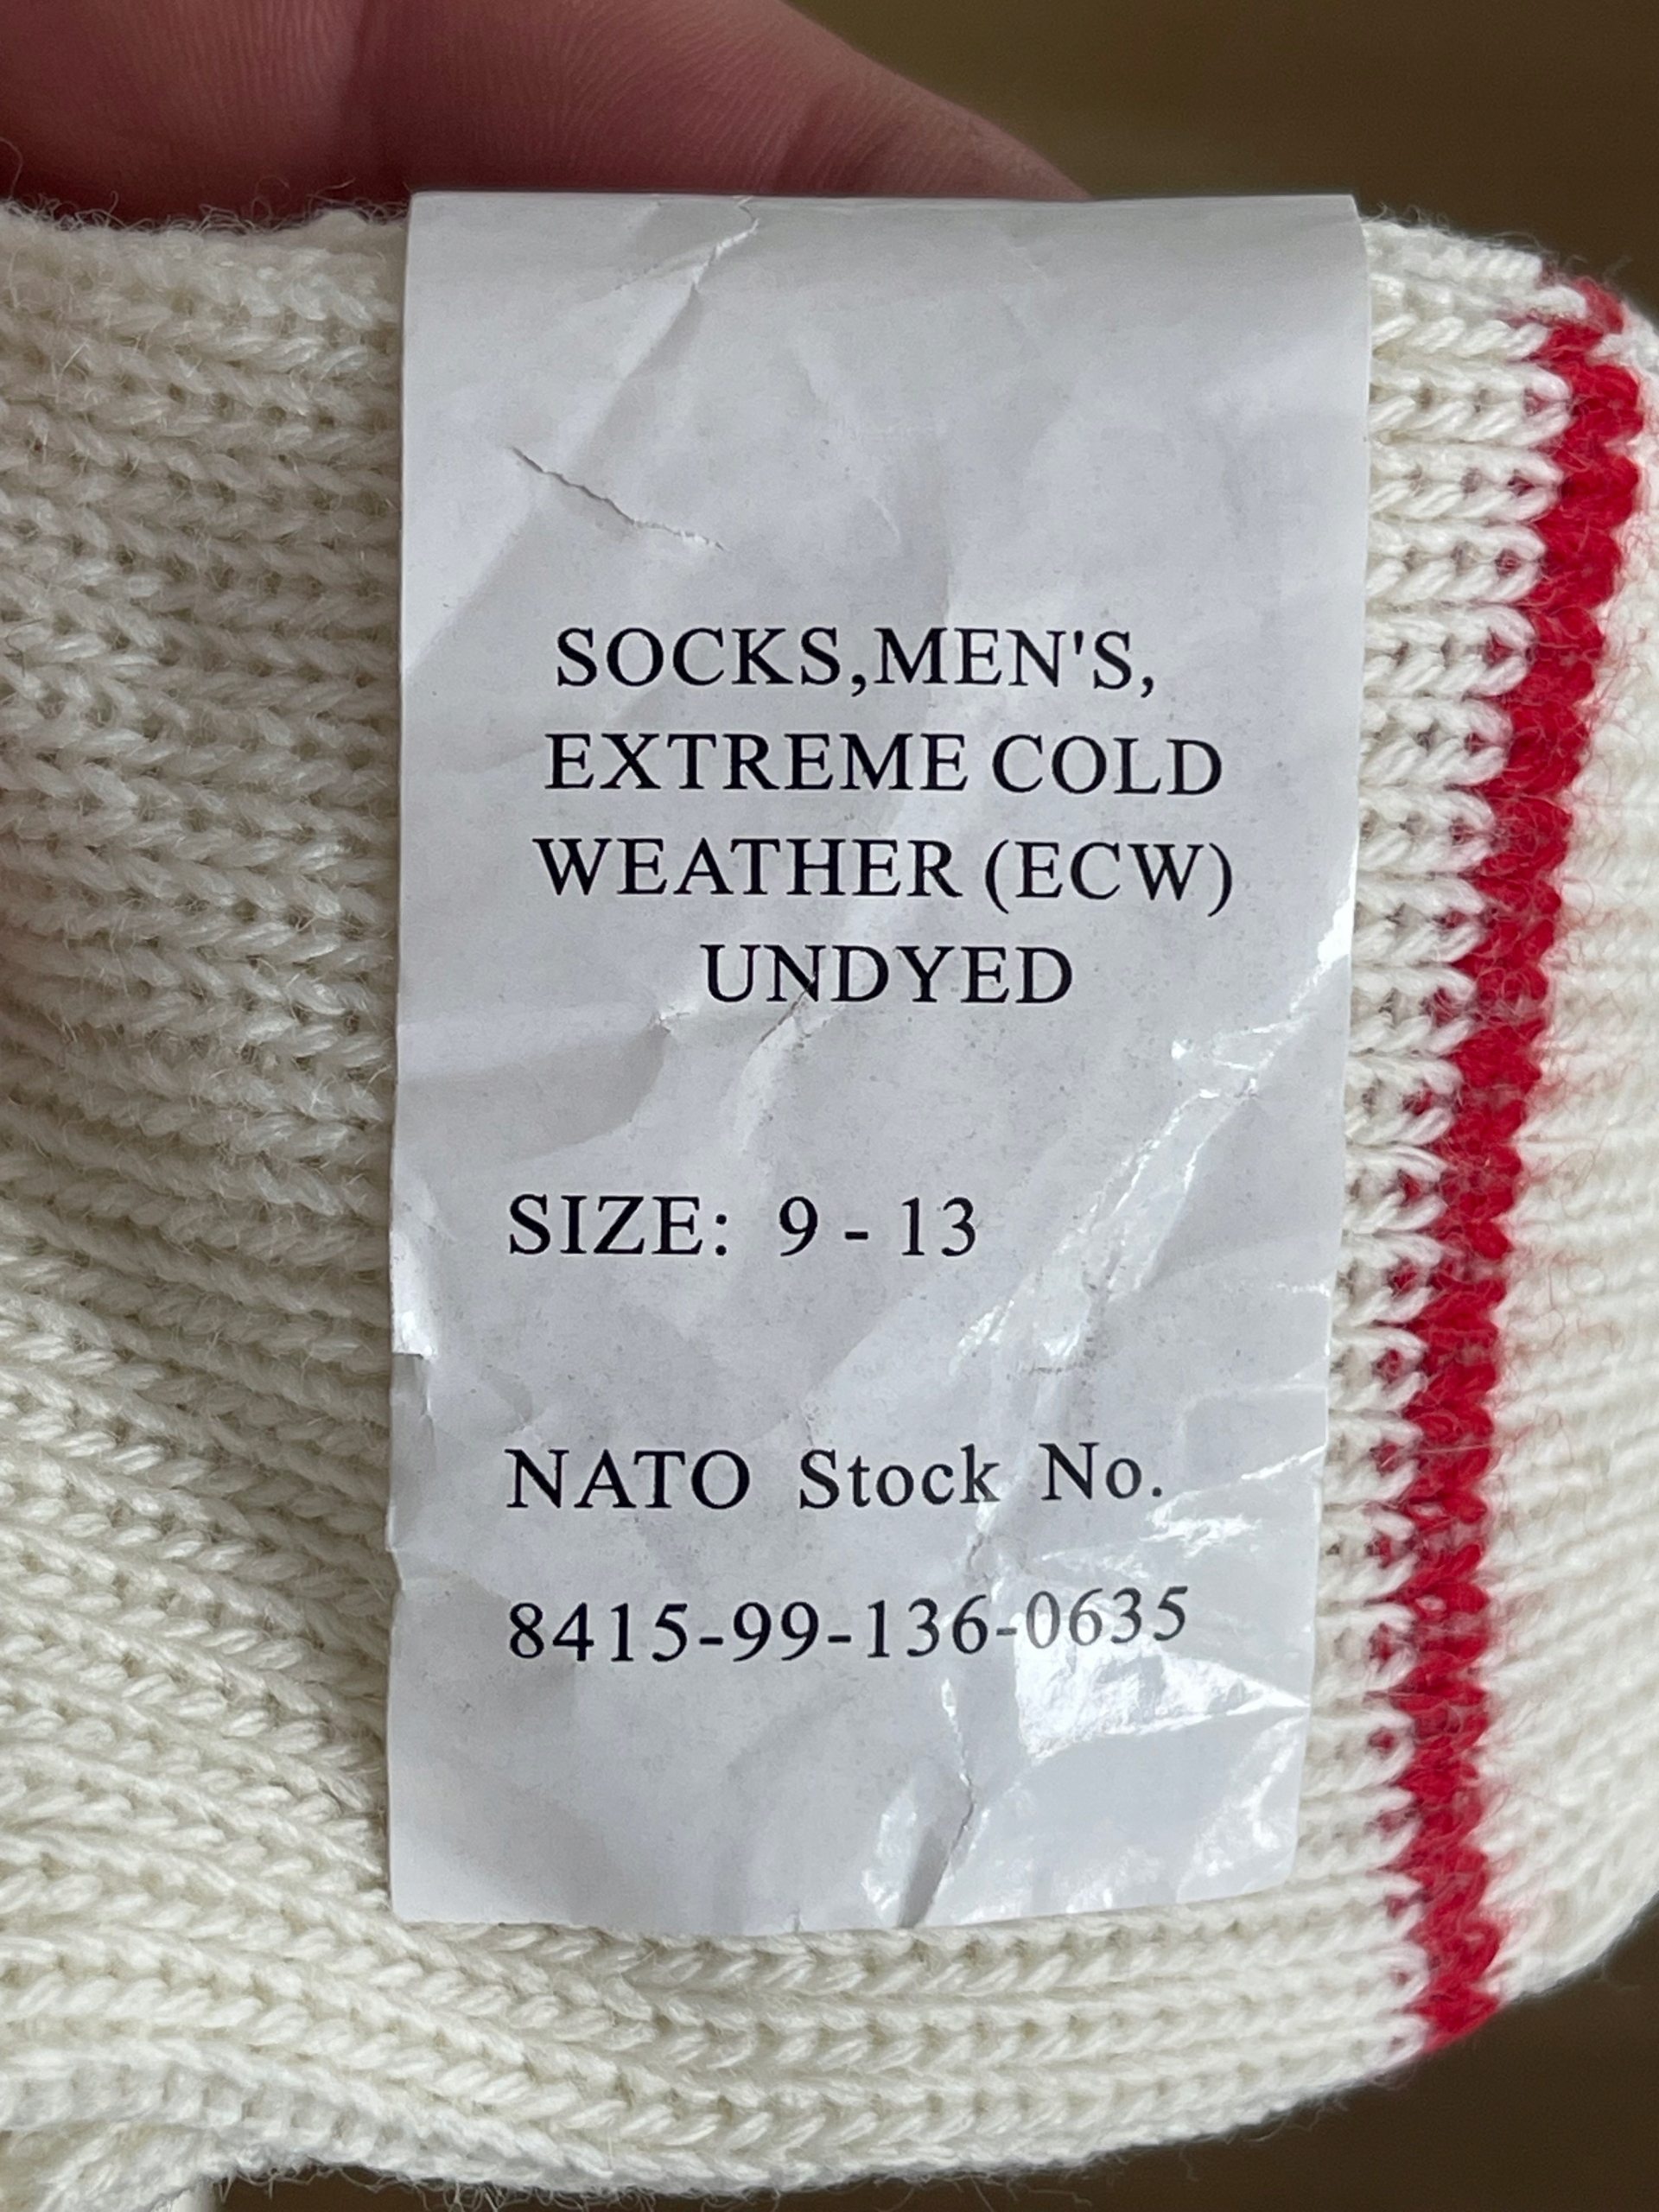 SOCKS,MEN'S,
EXTREME COLD
WEATHER (ECW)
UNDYED
SIZE: 9 - 13
NATO Stock No.
8415-99-136-0635